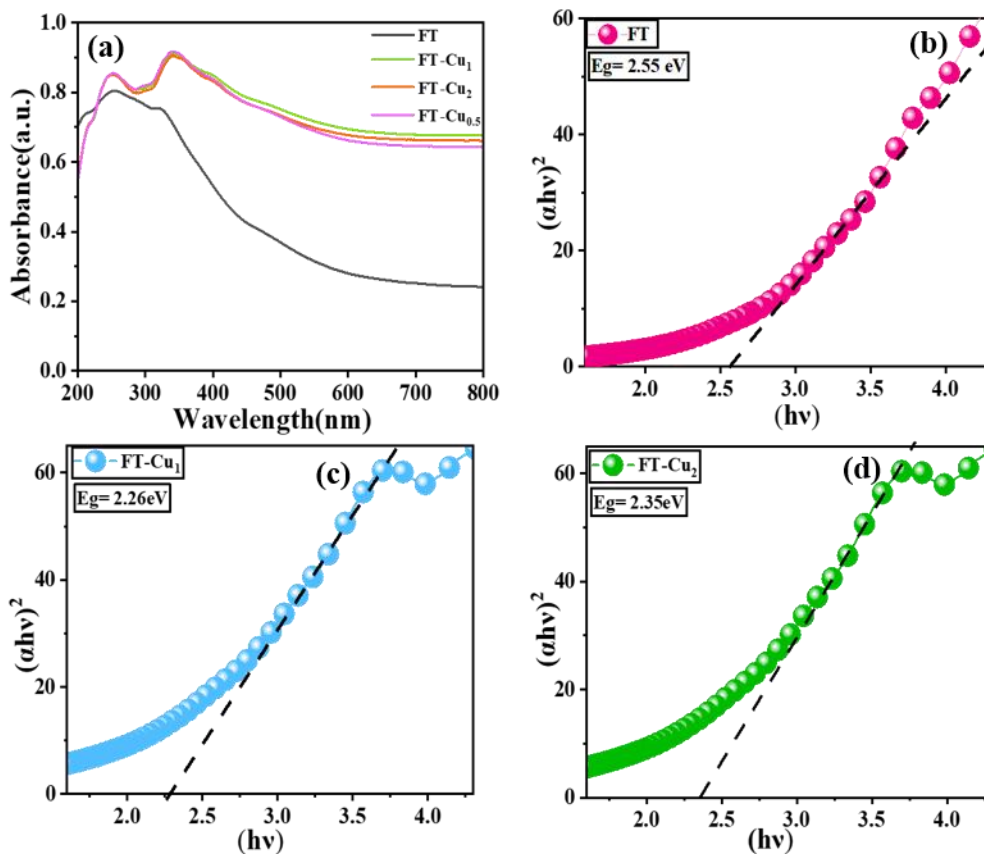 (a)
FT
FT-Cu1
FT-Cu2
FT-Cu0.5
Absorbance(a.u.)
1.0
0.8
0.6
0.4
0.2
0.0
200 300 400 500 600 700 800
Wavelength(nm)
(b)
FT
Eg= 2.55 eV
(αhν)2
60
40
20
0
2.0 2.5 3.0 3.5 4.0
(hν)
(c)
FT-Cu1
Eg= 2.26eV
(αhν)2
60
40
20
0
2.0 2.5 3.0 3.5 4.0
(hν)
(d)
FT-Cu2
Eg= 2.35eV
(αhν)2
60
40
20
0
2.0 2.5 3.0 3.5 4.0
(hν)